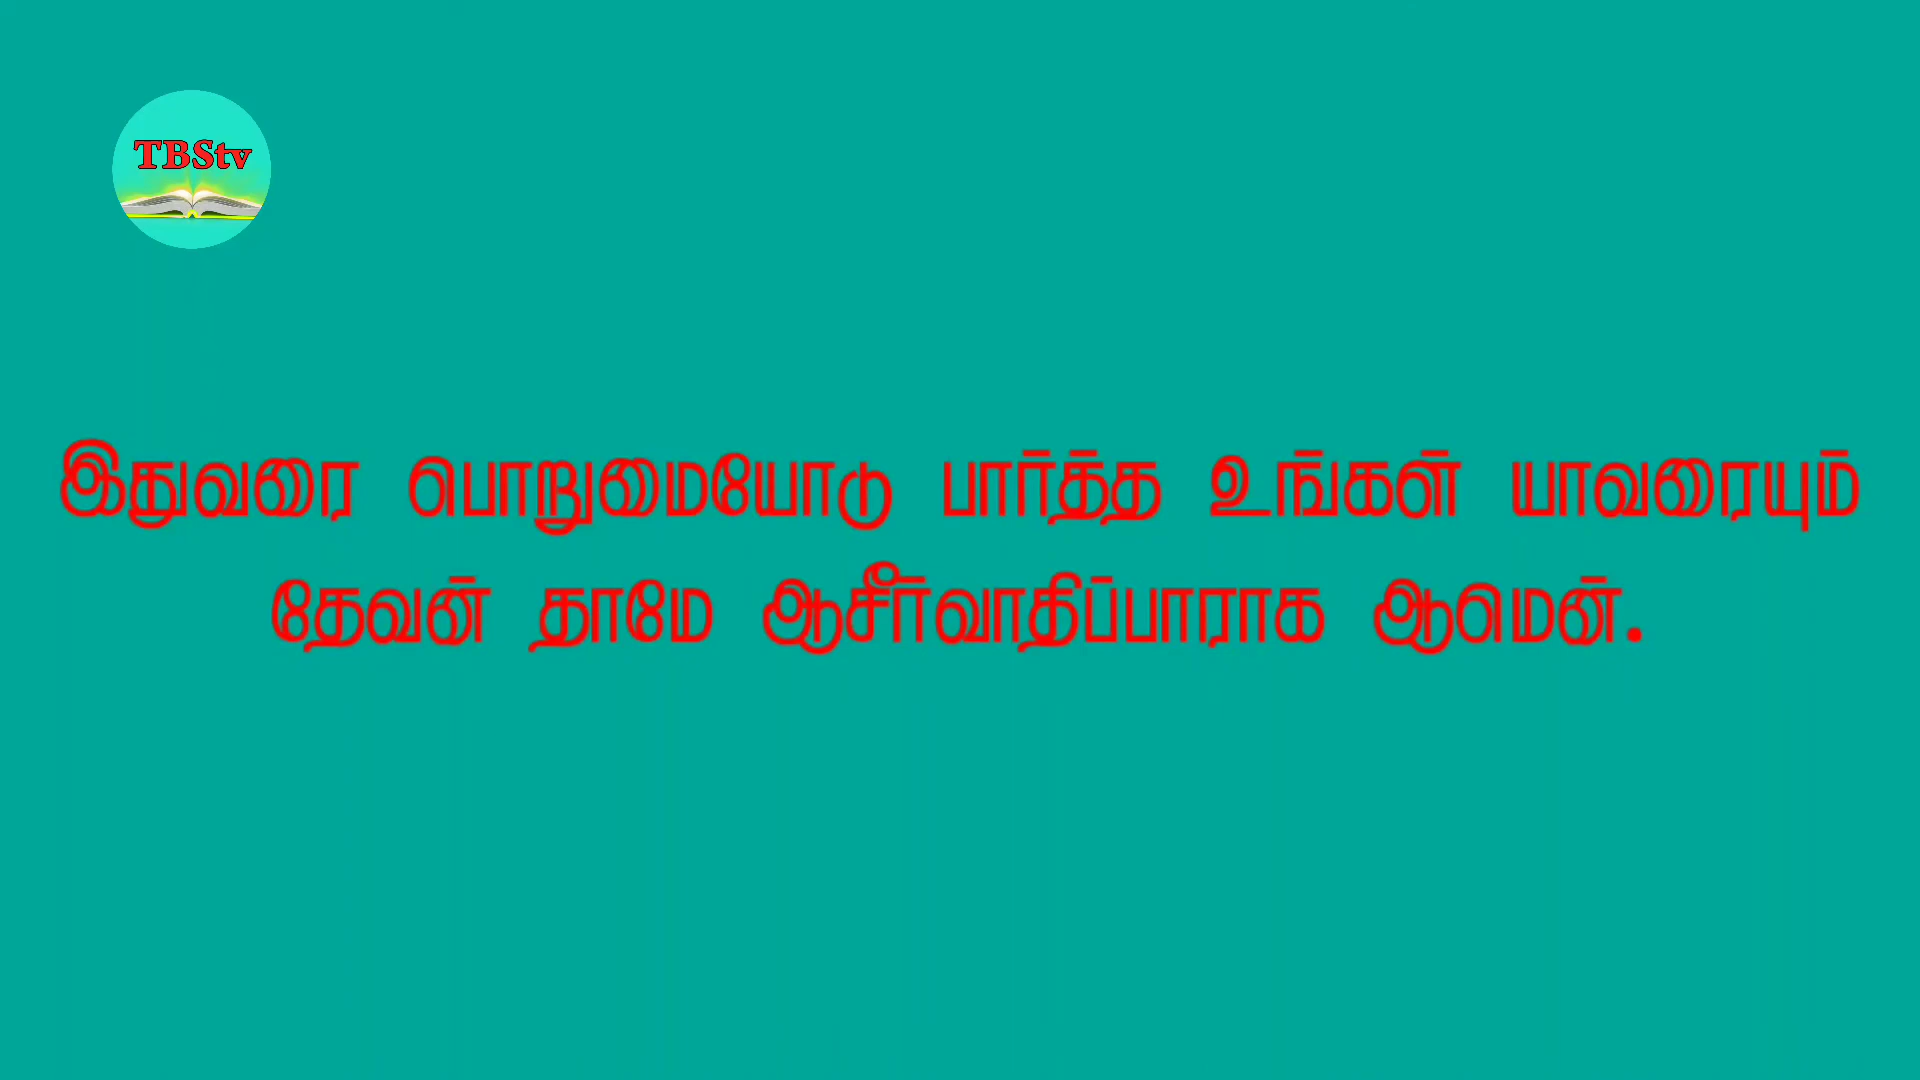 TBStv
இதுவரை பொறுமையோடு பார்த்த உங்கள் யாவரையும்
தேவன் தாமே ஆசீர்வாதிப்பாராக ஆமென்.